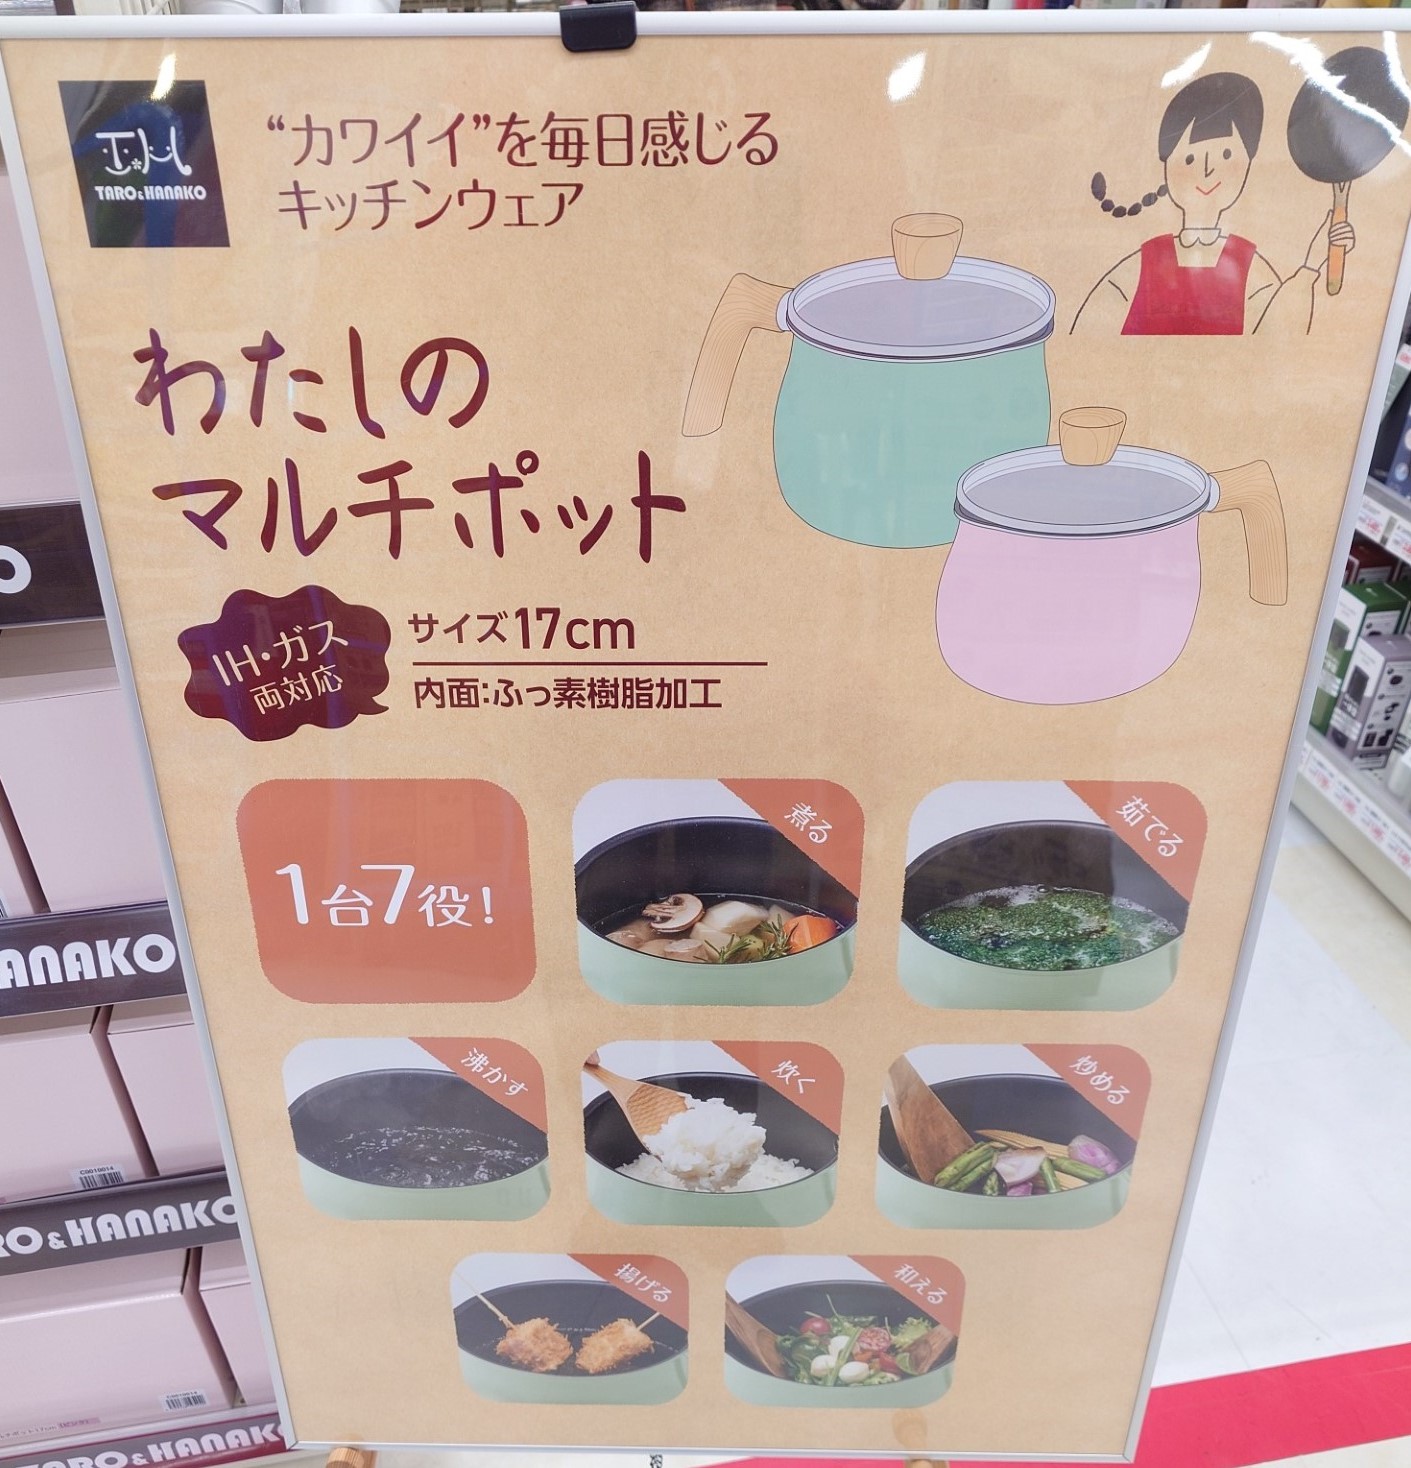 T*H
TARO&HANAKO
“カワイイ”を毎日感じる
キッチンウェア
わたしの
マルチポット
IH・ガス
両対応
サイズ17cm
内面:ふっ素樹脂加工
1台7役!
煮る
茹でる
沸かす
炊く
炒める
揚げる
和える
O
ANAKO
C0010014
RO&HANAKO
C0010014
TARO&HANAK